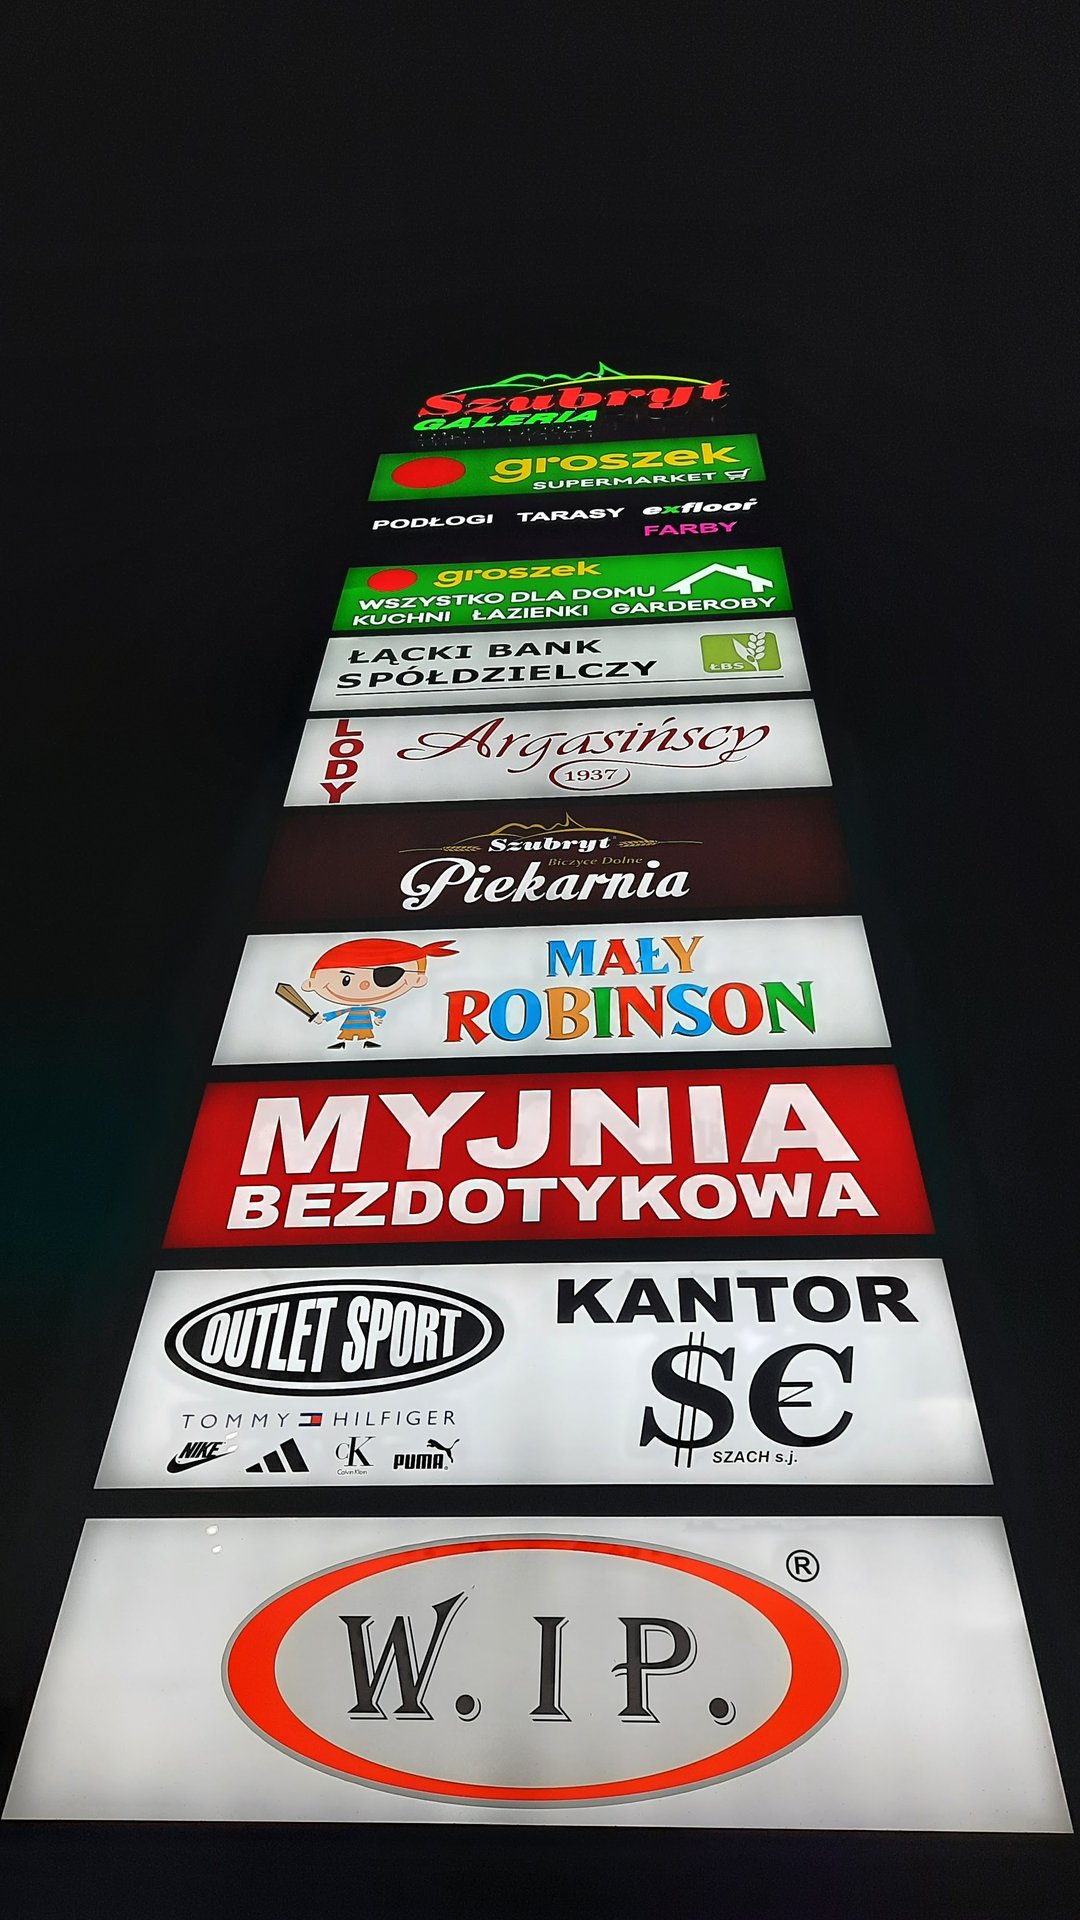 Szubryt
GALERIA
groszek
SUPERMARKET
PODŁOGI TARASY exfloor
FARBY
groszek
WSZYSTKO DLA DOMU
KUCHNI ŁAZIENKI GARDEROBY
ŁĄCKI BANK
SPÓŁDZIELCZY
ŁBS
LODY
Argasińscy
1937
Szubryt
Biczyce Dolne
Piekarnia
MAŁY
ROBINSON
MYJNIA
BEZDOTYKOWA
OUTLET SPORT
TOMMY HILFIGER
NIKE
cK
Calvin Klein
PUMA
KANTOR
$€
SZACH s.j.
W.IP.
®